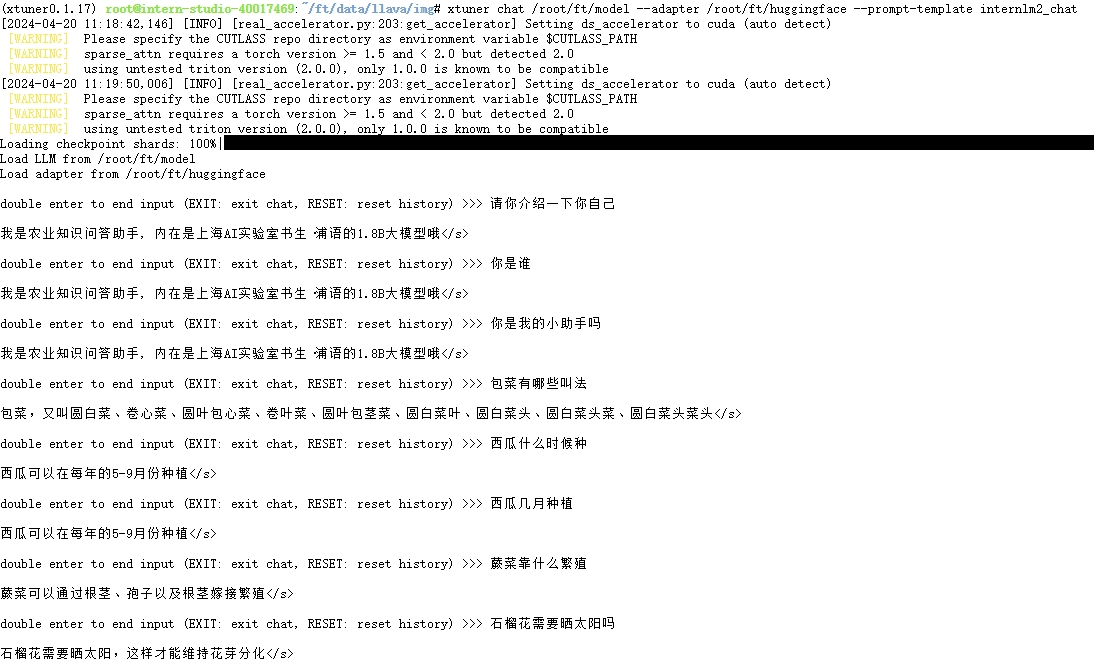 (xtuner0.1.17) root@intern-studio-40017469:~/ft/data/llava/img# xtuner chat /root/ft/model --adapter /root/ft/huggingface --prompt-template internlm2_chat
[2024-04-20 11:18:42,146] [INFO] [real_accelerator.py:203:get_accelerator] Setting ds_accelerator to cuda (auto detect)
[WARNING]  Please specify the CUTLASS repo directory as environment variable $CUTLASS_PATH
[WARNING]  sparse_attn requires a torch version >= 1.5 and < 2.0 but detected 2.0
[WARNING]  using untested triton version (2.0.0), only 1.0.0 is known to be compatible
[2024-04-20 11:19:50,006] [INFO] [real_accelerator.py:203:get_accelerator] Setting ds_accelerator to cuda (auto detect)
[WARNING]  Please specify the CUTLASS repo directory as environment variable $CUTLASS_PATH
[WARNING]  sparse_attn requires a torch version >= 1.5 and < 2.0 but detected 2.0
[WARNING]  using untested triton version (2.0.0), only 1.0.0 is known to be compatible
Loading checkpoint shards: 100%|
Load LLM from /root/ft/model
Load adapter from /root/ft/huggingface
double enter to end input (EXIT: exit chat, RESET: reset history) >>> 请你介绍一下你自己
我是农业知识问答助手, 内在是上海AI实验室书生·浦语的1.8B大模型哦</s>
double enter to end input (EXIT: exit chat, RESET: reset history) >>> 你是谁
我是农业知识问答助手, 内在是上海AI实验室书生·浦语的1.8B大模型哦</s>
double enter to end input (EXIT: exit chat, RESET: reset history) >>> 你是我的小助手吗
我是农业知识问答助手, 内在是上海AI实验室书生·浦语的1.8B大模型哦</s>
double enter to end input (EXIT: exit chat, RESET: reset history) >>> 包菜有哪些叫法
包菜，又叫圆白菜、卷心菜、圆叶包心菜、卷叶菜、圆叶包茎菜、圆白菜叶、圆白菜头、圆白菜头菜、圆白菜头菜头</s>
double enter to end input (EXIT: exit chat, RESET: reset history) >>> 西瓜什么时候种
西瓜可以在每年的5-9月份种植</s>
double enter to end input (EXIT: exit chat, RESET: reset history) >>> 西瓜几月种植
西瓜可以在每年的5-9月份种植</s>
double enter to end input (EXIT: exit chat, RESET: reset history) >>> 蕨菜靠什么繁殖
蕨菜可以通过根茎、孢子以及根茎嫁接繁殖</s>
double enter to end input (EXIT: exit chat, RESET: reset history) >>> 石榴花需要晒太阳吗
石榴花需要晒太阳，这样才能维持花芽分化</s>